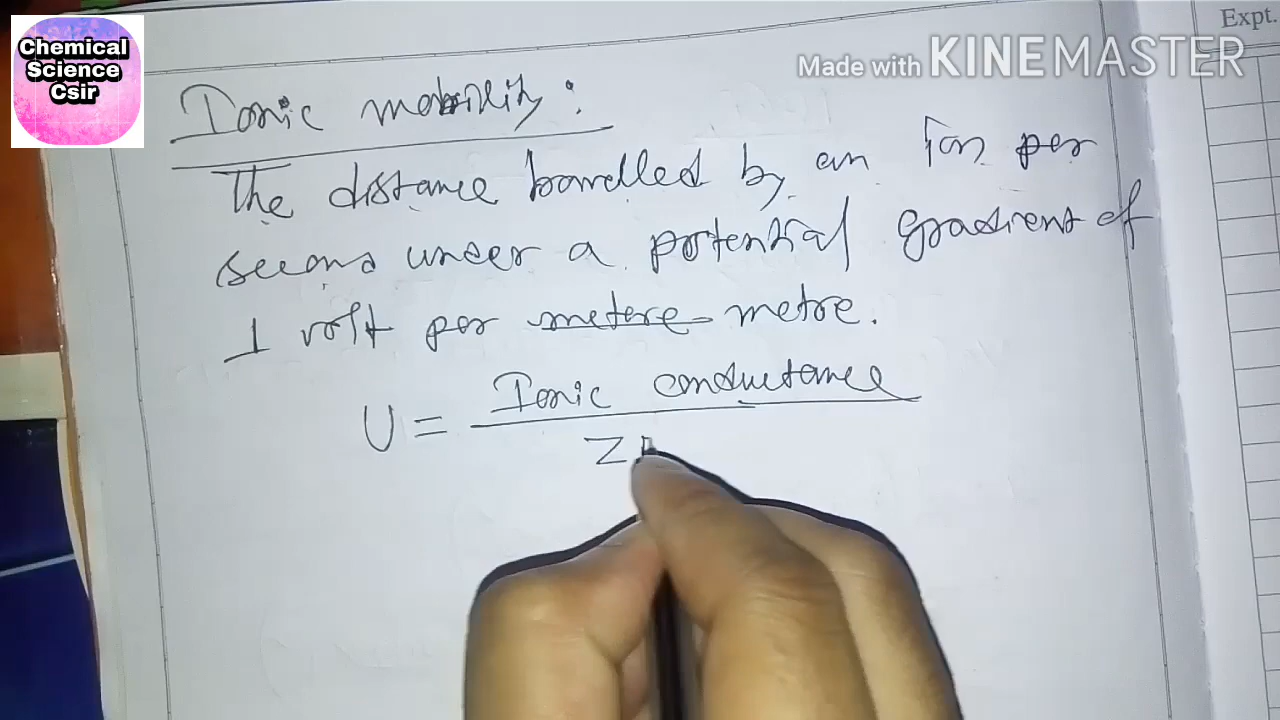 Chemical
Science
Csir
Made with KINEMASTER
Expt.
Ionic mobility :
The distance travelled by an Ion per
second under a potential gradient of
1 volt per metere metre.
U = Ionic conductance
Z